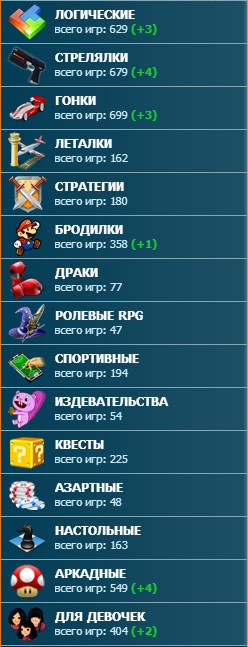 ЛОГИЧЕСКИЕ
всего игр: 629 (+3)
СТРЕЛЯЛКИ
всего игр: 679 (+4)
ГОНКИ
всего игр: 699 (+3)
ЛЕТАЛКИ
всего игр: 162
СТРАТЕГИИ
всего игр: 180
БРОДИЛКИ
всего игр: 358 (+1)
ДРАКИ
всего игр: 77
РОЛЕВЫЕ RPG
всего игр: 47
СПОРТИВНЫЕ
всего игр: 194
ИЗДЕВАТЕЛЬСТВА
всего игр: 54
КВЕСТЫ
всего игр: 225
АЗАРТНЫЕ
всего игр: 48
НАСТОЛЬНЫЕ
всего игр: 163
АРКАДНЫЕ
всего игр: 549 (+4)
ДЛЯ ДЕВОЧЕК
всего игр: 404 (+2)